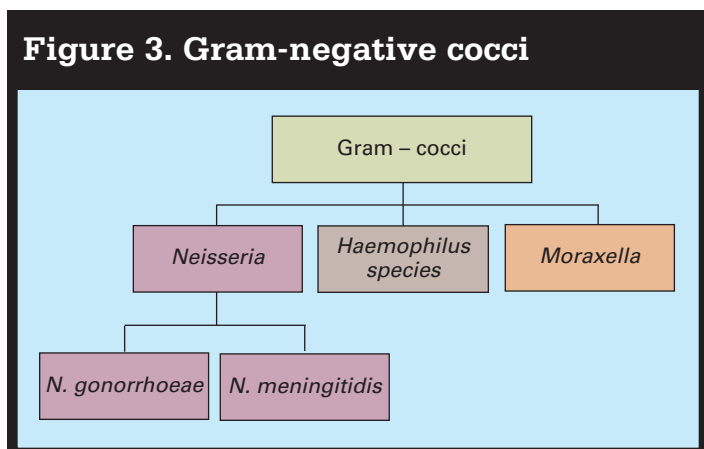 Figure 3. Gram-negative cocci
Gram – cocci
Neisseria
Haemophilus
species
Moraxella
N. gonorrhoeae
N. meningitidis